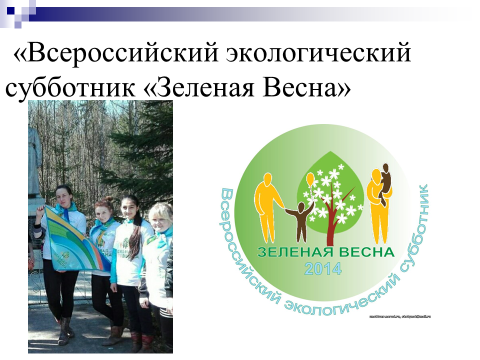 «Всероссийский экологический
субботник «Зеленая Весна»
ЗЕЛЕНАЯ ВЕСНА
2014
Всероссийский экологический субботник